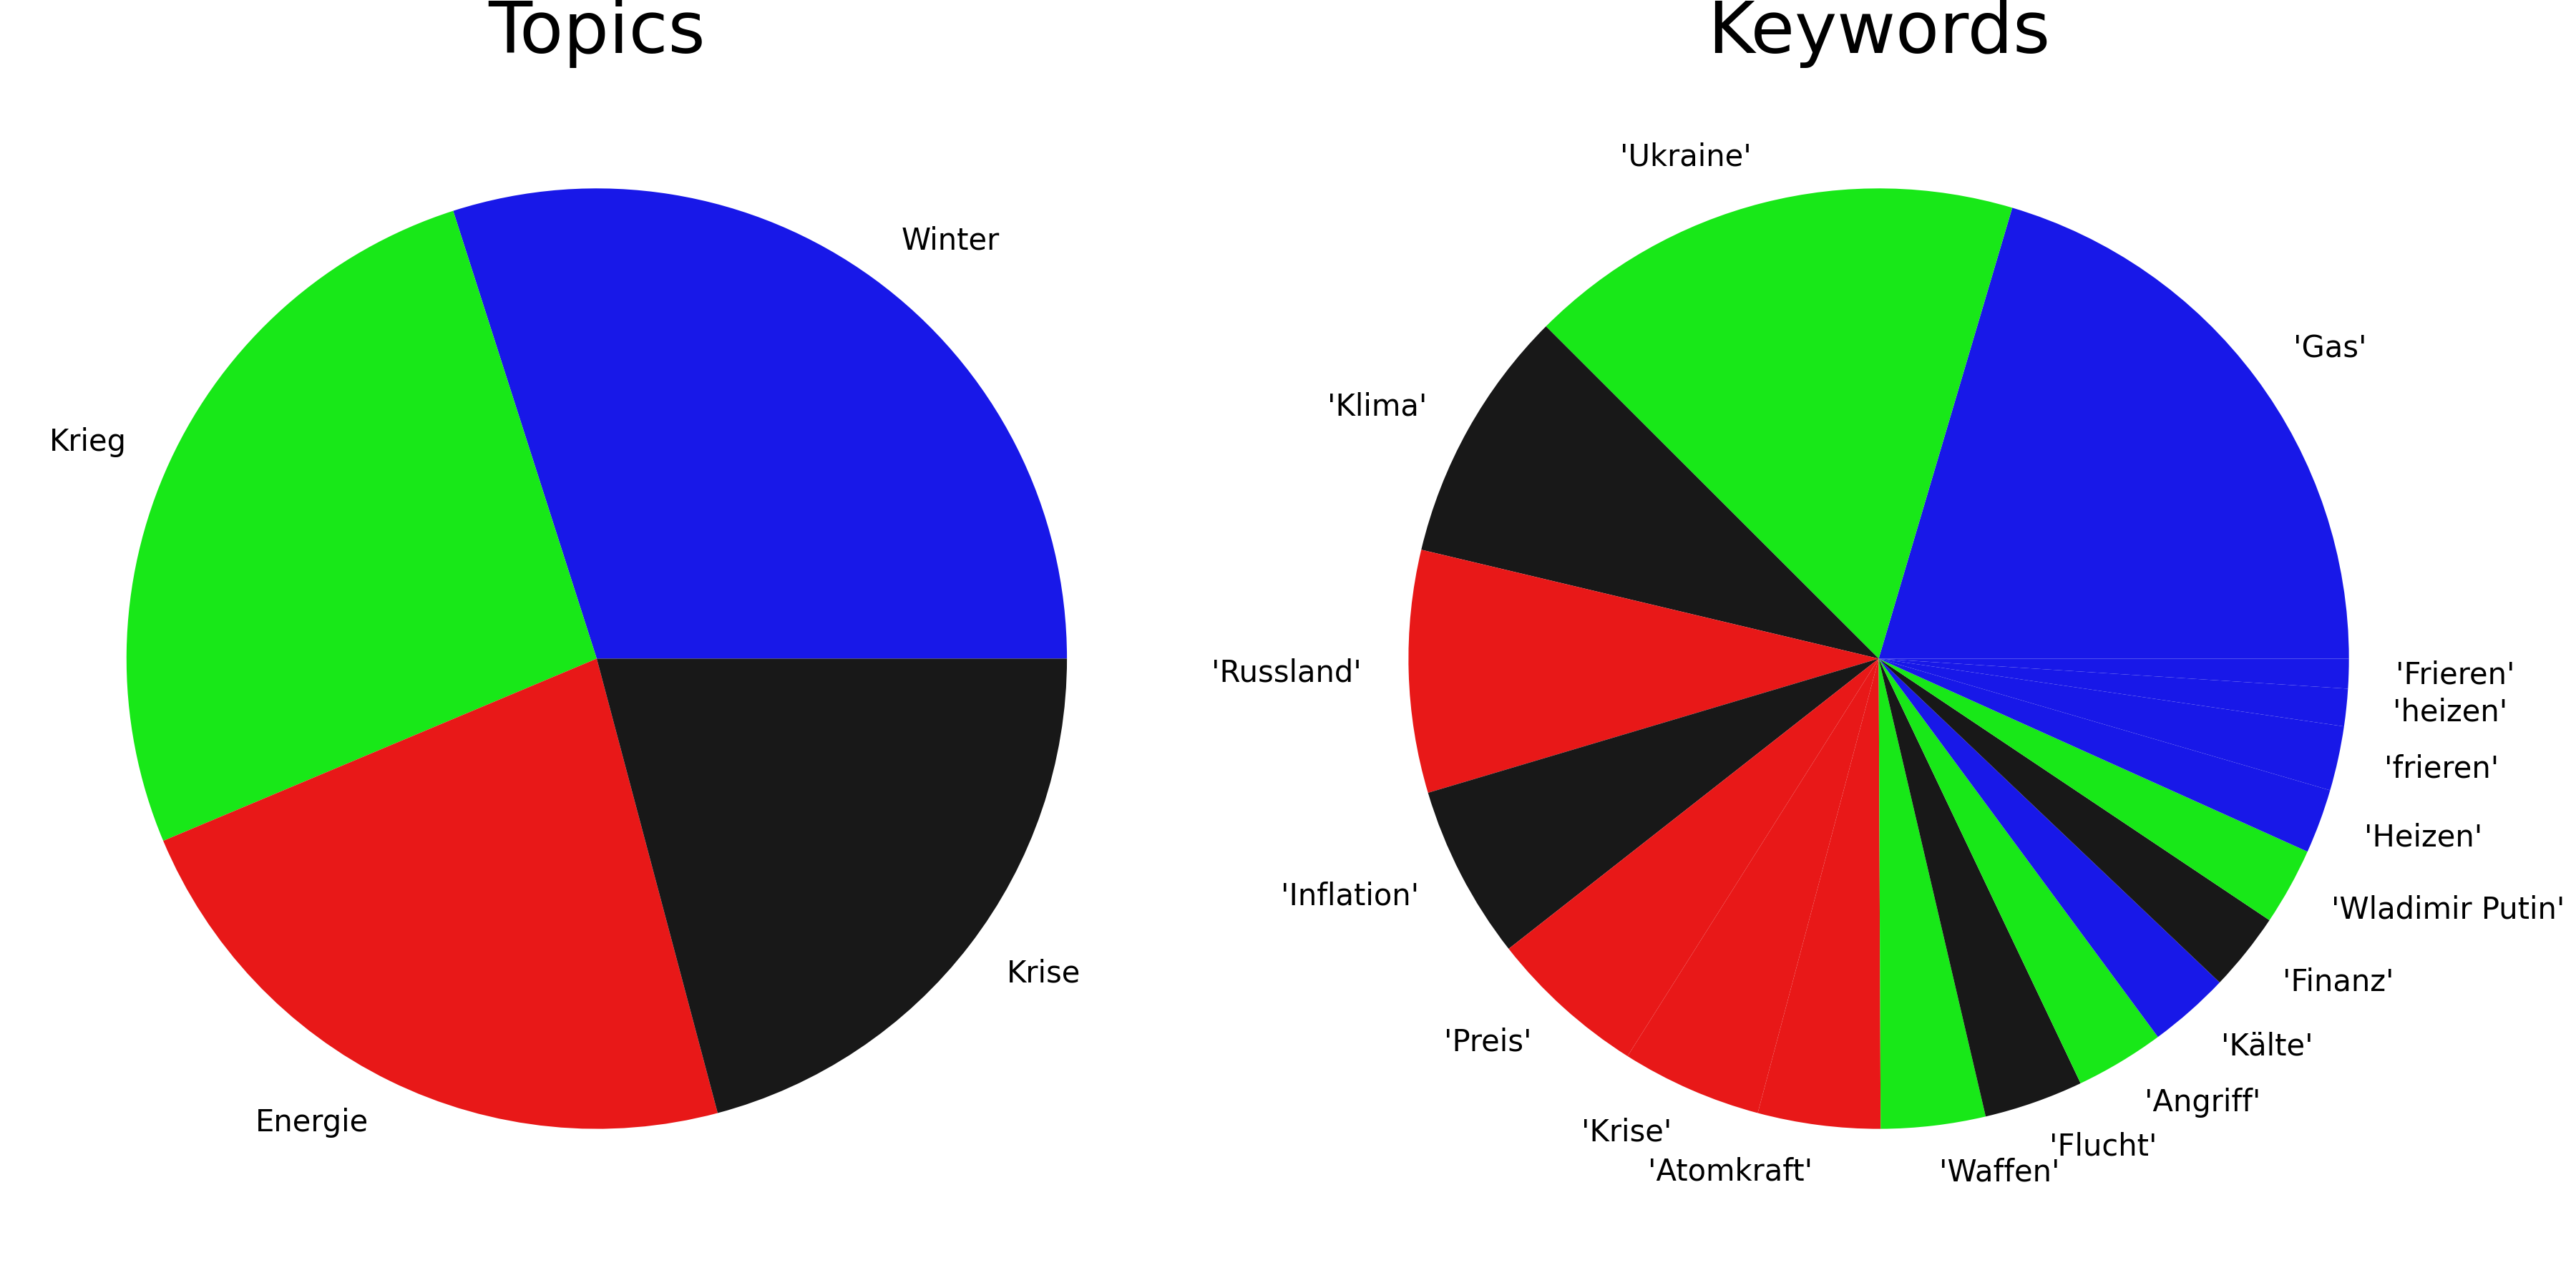 Topics
Winter
Krieg
Energie
Krise
Keywords
'Gas'
'Ukraine'
'Klima'
'Russland'
'Inflation'
'Preis'
'Krise'
'Atomkraft'
'Waffen'
'Flucht'
'Angriff'
'Kälte'
'Finanz'
'Wladimir Putin'
'Heizen'
'frieren'
'heizen'
'Frieren'